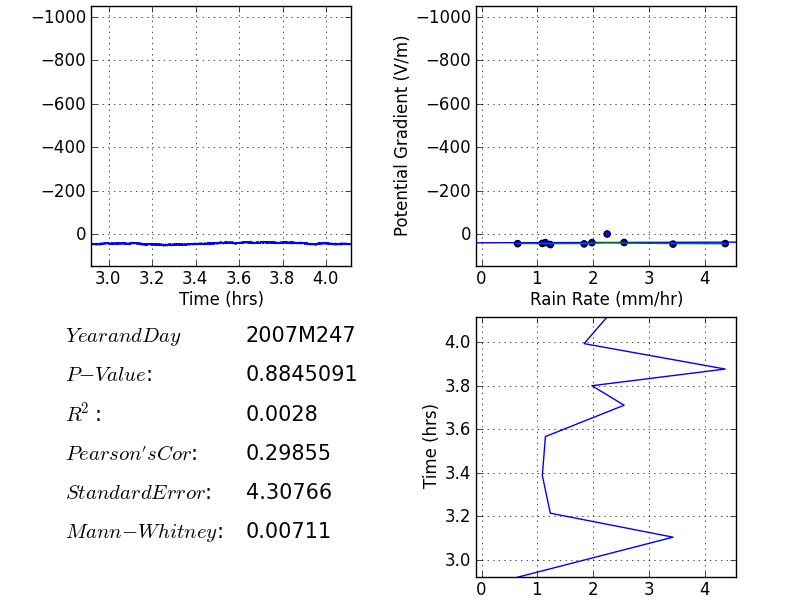 −1000
−800
−600
−400
−200
0
3.0 3.2 3.4 3.6 3.8 4.0
Time (hrs)
Potential Gradient (V/m)
−1000
−800
−600
−400
−200
0
0 1 2 3 4
Rain Rate (mm/hr)
YearandDay 2007M247
P−Value: 0.8845091
R² : 0.0028
Pearson'sCor: 0.29855
StandardError: 4.30766
Mann−Whitney: 0.00711
Time (hrs)
4.0
3.8
3.6
3.4
3.2
3.0
0 1 2 3 4